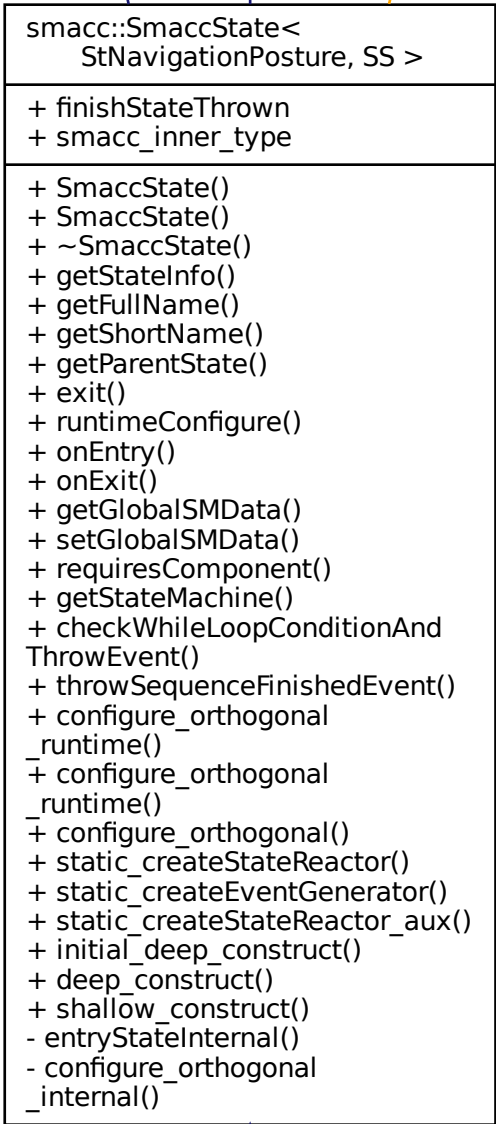 smacc::SmaccState<
StNavigationPosture, SS >
+ finishStateThrown
+ smacc_inner_type
+ SmaccState()
+ SmaccState()
+ ~SmaccState()
+ getStateInfo()
+ getFullName()
+ getShortName()
+ getParentState()
+ exit()
+ runtimeConfigure()
+ onEntry()
+ onExit()
+ getGlobalSMData()
+ setGlobalSMData()
+ requiresComponent()
+ getStateMachine()
+ checkWhileLoopConditionAnd
ThrowEvent()
+ throwSequenceFinishedEvent()
+ configure_orthogonal
_runtime()
+ configure_orthogonal
_runtime()
+ configure_orthogonal()
+ static_createStateReactor()
+ static_createEventGenerator()
+ static_createStateReactor_aux()
+ initial_deep_construct()
+ deep_construct()
+ shallow_construct()
- entryStateInternal()
- configure_orthogonal
_internal()